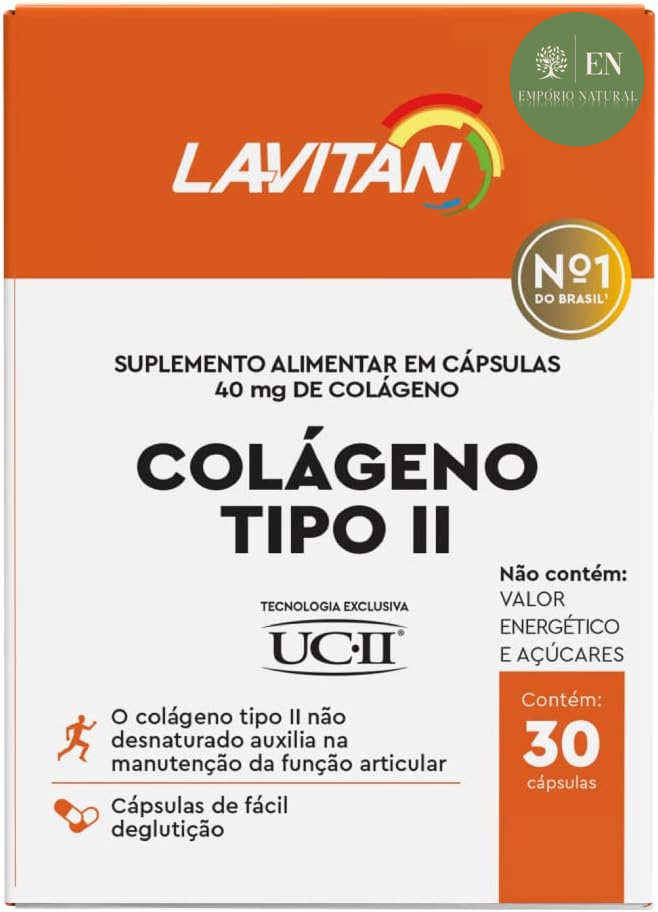 EN
EMPÓRIO NATURAL
LAVITAN
Nº1
DO BRASIL¹
SUPLEMENTO ALIMENTAR EM CÁPSULAS
40 mg DE COLÁGENO
COLÁGENO
TIPO II
TECNOLOGIA EXCLUSIVA
UC·II®
Não contém:
VALOR
ENERGÉTICO
E AÇÚCARES
Contém:
30
cápsulas
O colágeno tipo II não
desnaturado auxilia na
manutenção da função articular
Cápsulas de fácil
deglutição